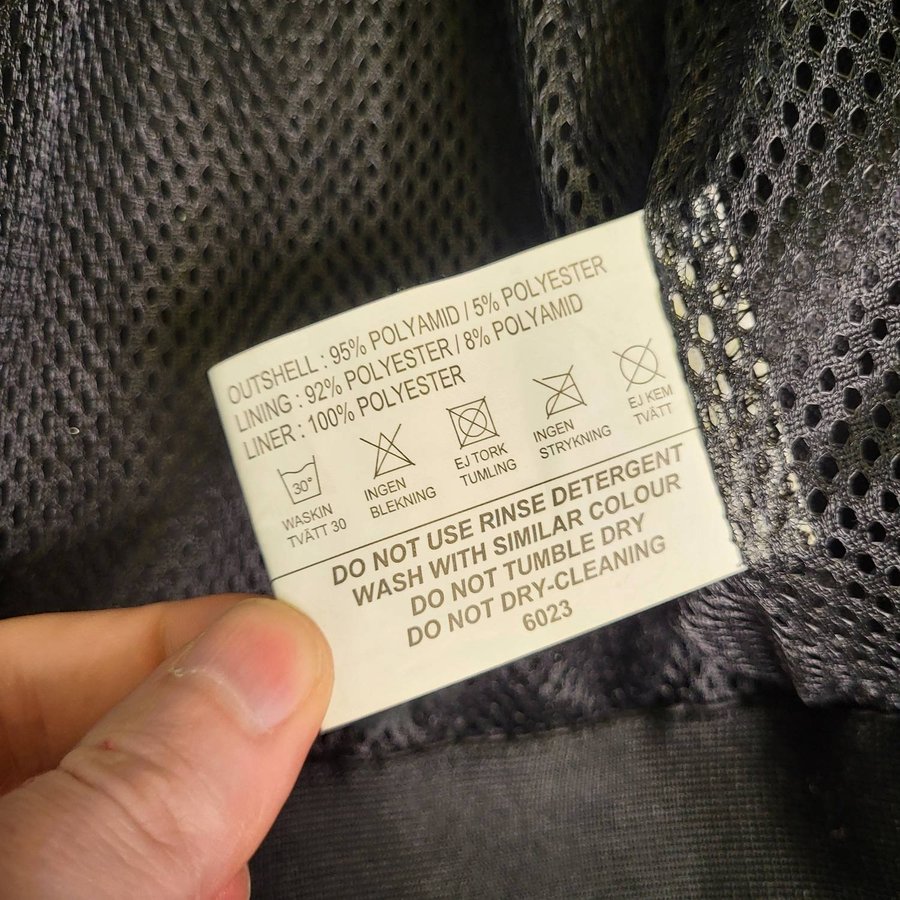 OUTSHELL : 95% POLYAMID / 5% POLYESTER
LINING : 92% POLYESTER / 8% POLYAMID
LINER : 100% POLYESTER
30°
WASKIN
TVÄTT 30
INGEN
BLEKNING
EJ TORK
TUMLING
INGEN
STRYKNING
EJ KEM
TVÄTT
DO NOT USE RINSE DETERGENT
WASH WITH SIMILAR COLOUR
DO NOT TUMBLE DRY
DO NOT DRY-CLEANING
6023